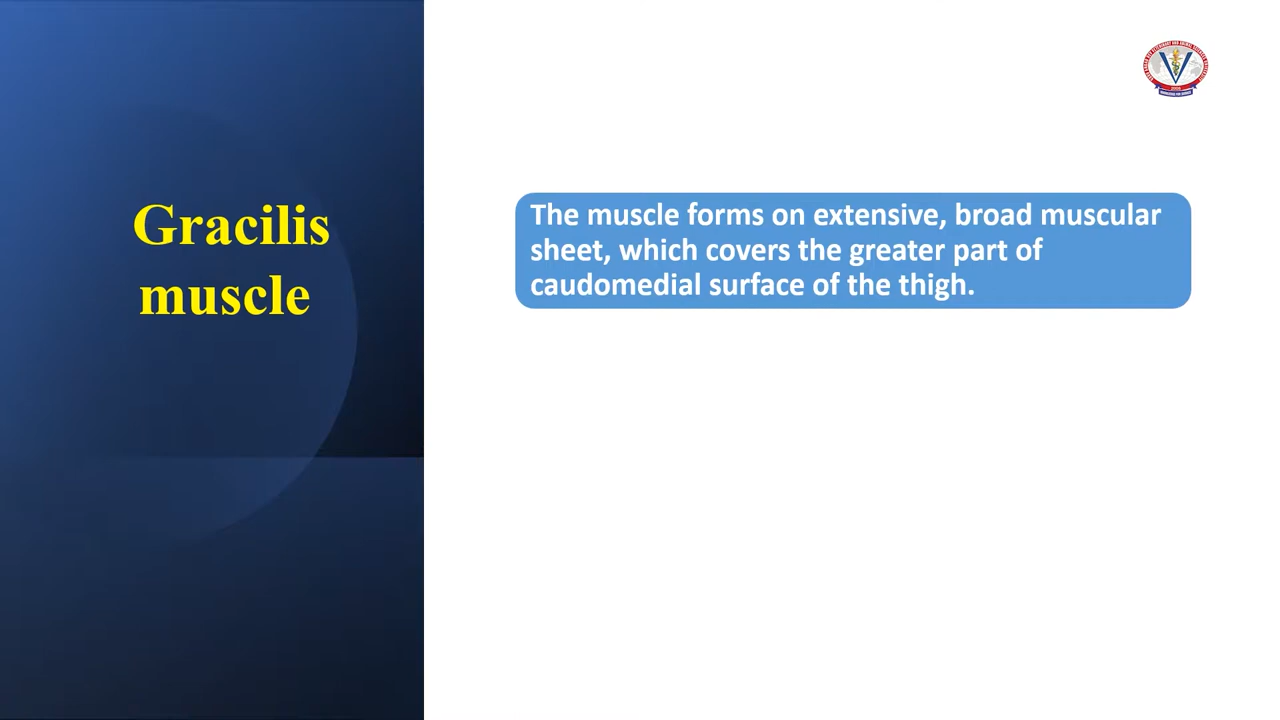 Gracilis
muscle
The muscle forms on extensive, broad muscular
sheet, which covers the greater part of
caudomedial surface of the thigh.
2005